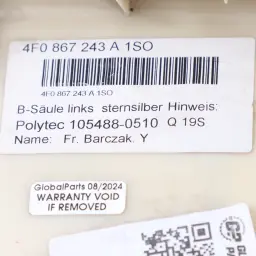 4F0 867 243 A 1SO
4F0 867 243 A 1SO
B-Säule links sternsilber Hinweis:
Polytec 105488-0510 Q 19S
Name: Fr. Barczak. Y
GlobalParts 08/2024
WARRANTY VOID
IF REMOVED